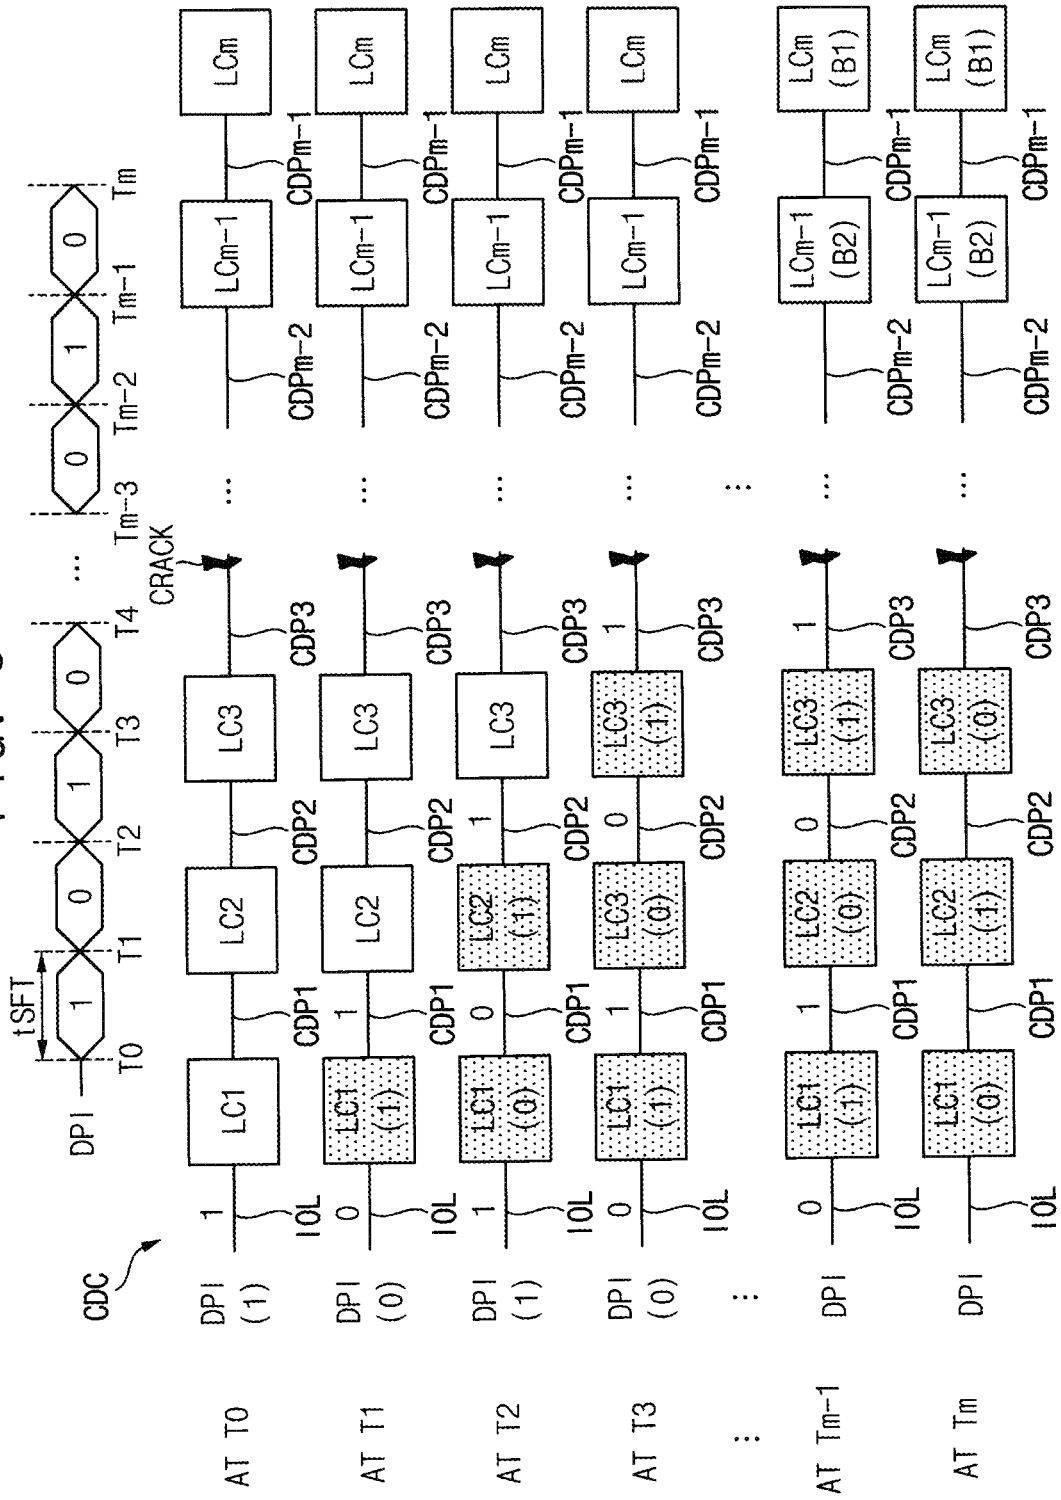 tSFT
DPI 1 0 1 0 ... 0 1 0
T0 T1 T2 T3 T4 Tm-3 Tm-2 Tm-1 Tm
CDC CRACK
AT T0 DPI (1) 1 LC1 LC2 LC3 ... LCm-1 LCm
IOL CDP1 CDP2 CDP3 CDPm-2 CDPm-1
AT T1 DPI (0) 0 LC1 (1) 1 LC2 LC3 ... LCm-1 LCm
IOL CDP1 CDP2 CDP3 CDPm-2 CDPm-1
AT T2 DPI (1) 1 LC1 (0) 0 LC2 (1) 1 LC3 ... LCm-1 LCm
IOL CDP1 CDP2 CDP3 CDPm-2 CDPm-1
AT T3 DPI (0) 0 LC1 (1) 1 LC3 (0) 0 LC3 (1) 1 ... LCm-1 LCm
IOL CDP1 CDP2 CDP3 CDPm-2 CDPm-1
⋮ ⋮ ⋮
AT Tm-1 DPI 0 LC1 (1) 1 LC2 (0) 0 LC3 (1) 1 ... LCm-1 (B2) LCm (B1)
IOL CDP1 CDP2 CDP3 CDPm-2 CDPm-1
AT Tm DPI LC1 (0) LC2 (1) LC3 (0) ... LCm-1 (B2) LCm (B1)
IOL CDP1 CDP2 CDP3 CDPm-2 CDPm-1